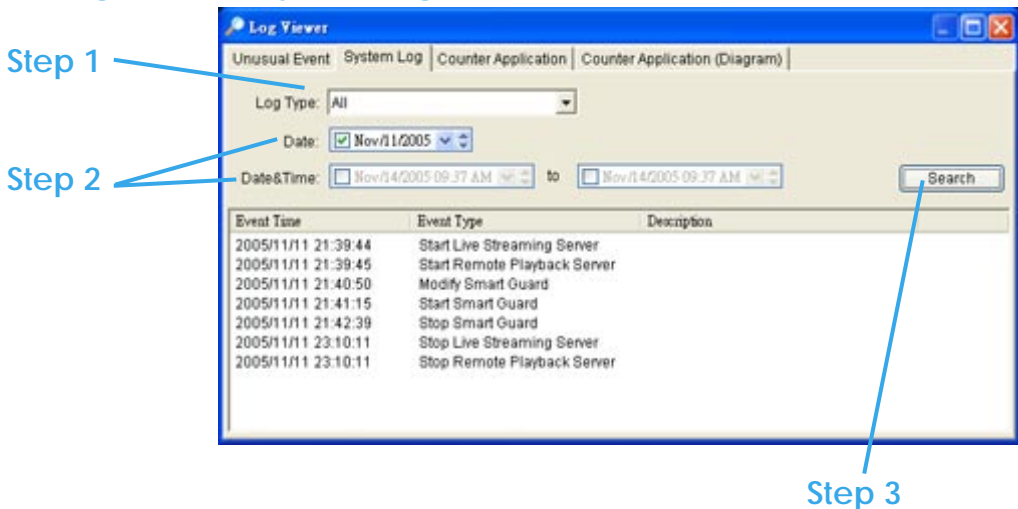 Log Viewer
Unusual Event System Log Counter Application Counter Application (Diagram)
Step 1
Log Type: All
Date: Nov/11/2005
Step 2
Date&Time: Nov/14/2005 09:37 AM to Nov/14/2005 09:37 AM Search
Event Time Event Type Description
2005/11/11 21:39:44 Start Live Streaming Server
2005/11/11 21:39:45 Start Remote Playback Server
2005/11/11 21:40:50 Modify Smart Guard
2005/11/11 21:41:15 Start Smart Guard
2005/11/11 21:42:39 Stop Smart Guard
2005/11/11 23:10:11 Stop Live Streaming Server
2005/11/11 23:10:11 Stop Remote Playback Server
Step 3